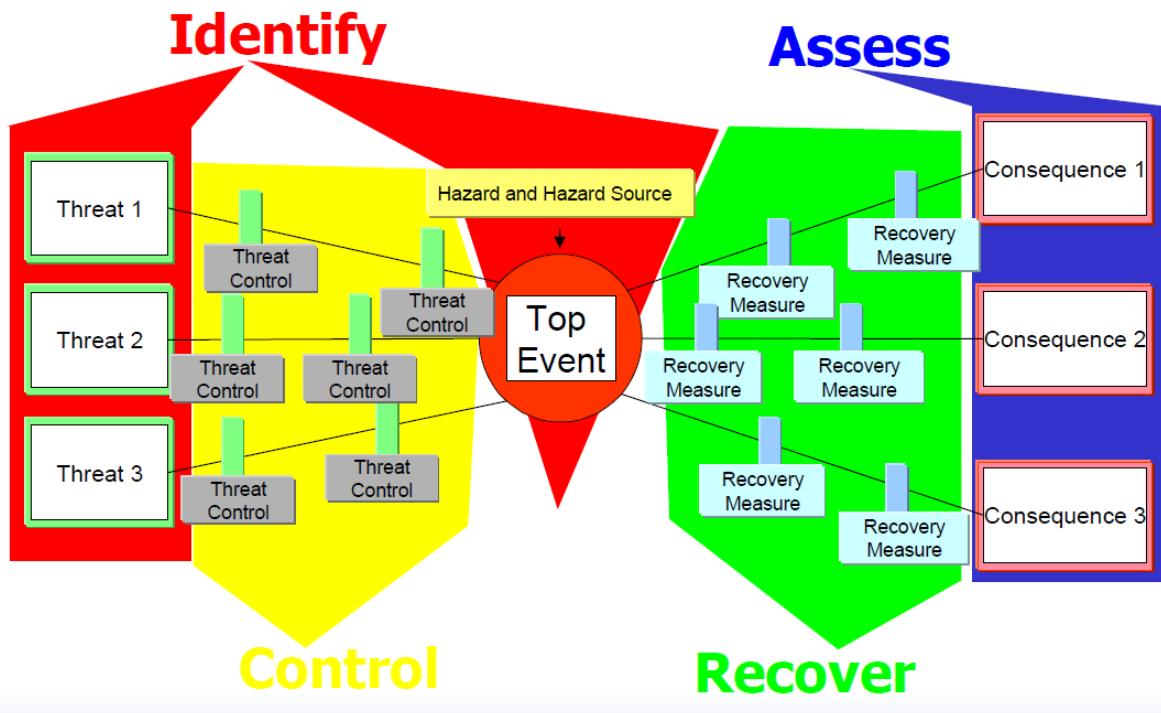 Identify
Assess
Threat 1
Hazard and Hazard Source
Consequence 1
Threat
Control
Threat
Control
Recovery
Measure
Recovery
Measure
Threat 2
Threat
Control
Threat
Control
Top
Event
Recovery
Measure
Recovery
Measure
Consequence 2
Threat 3
Threat
Control
Threat
Control
Recovery
Measure
Recovery
Measure
Consequence 3
Control
Recover